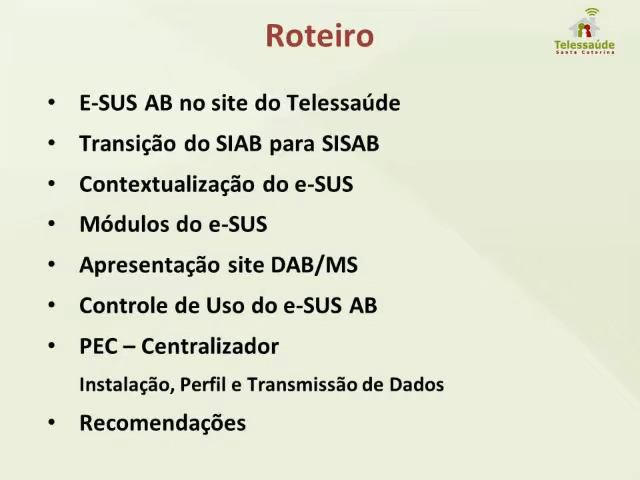 Roteiro
Telessaúde
Santa Catarina
• E-SUS AB no site do Telessaúde
• Transição do SIAB para SISAB
• Contextualização do e-SUS
• Módulos do e-SUS
• Apresentação site DAB/MS
• Controle de Uso do e-SUS AB
• PEC – Centralizador
Instalação, Perfil e Transmissão de Dados
• Recomendações